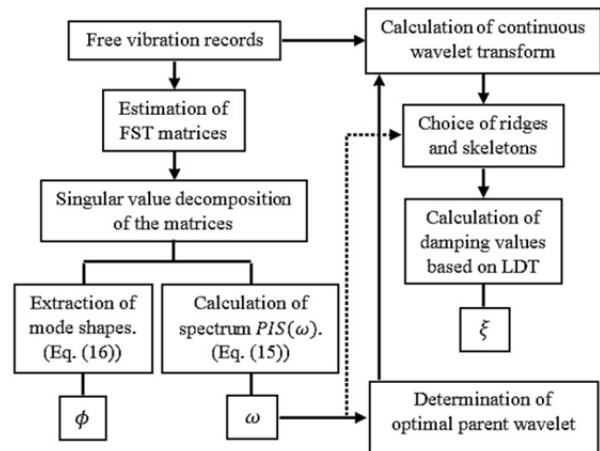 Free vibration records
Calculation of continuous
wavelet transform
Estimation of
FST matrices
Choice of ridges
and skeletons
Singular value decomposition
of the matrices
Calculation of
damping values
based on LDT
Extraction of
mode shapes.
(Eq. (16))
Calculation of
spectrum PIS(ω).
(Eq. (15))
ξ
ϕ
ω
Determination of
optimal parent wavelet